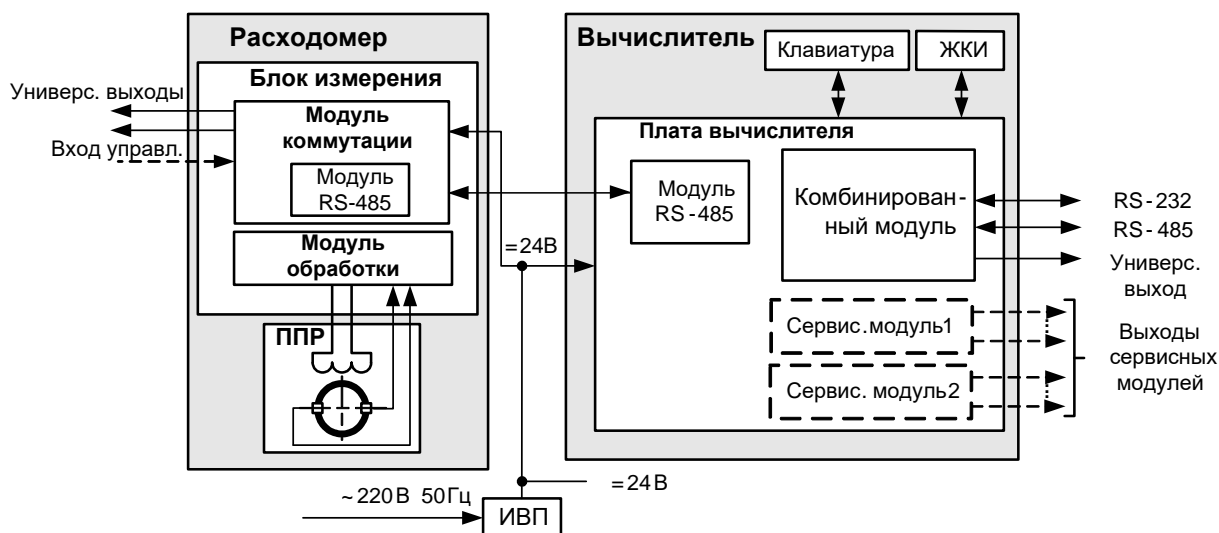 Расходомер
Блок измерения
Универс. выходы
Вход управл.
Модуль
коммутации
Модуль
RS-485
Модуль
обработки
ППР
=24В
Вычислитель
Клавиатура
ЖКИ
Плата вычислителя
Модуль
RS-485
Комбинирован-
ный модуль
RS-232
RS-485
Универс.
выход
Сервис.модуль1
Сервис. модуль2
Выходы
сервисных
модулей
=24В
~220В 50Гц
ИВП